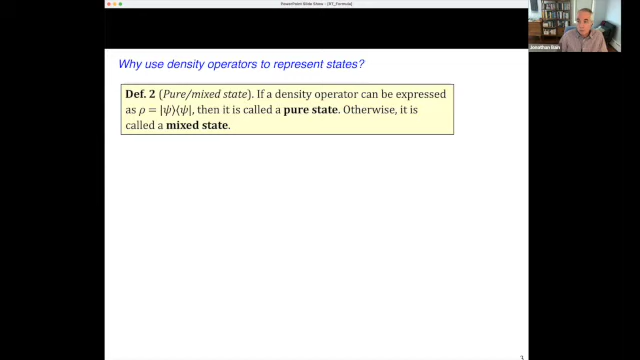 PowerPoint Slide Show - [RT_Formula]
Jonathan Bain
Why use density operators to represent states?
Def. 2 (Pure/mixed state). If a density operator can be expressed
as ρ = |ψ⟩⟨ψ|, then it is called a pure state. Otherwise, it is
called a mixed state.
3